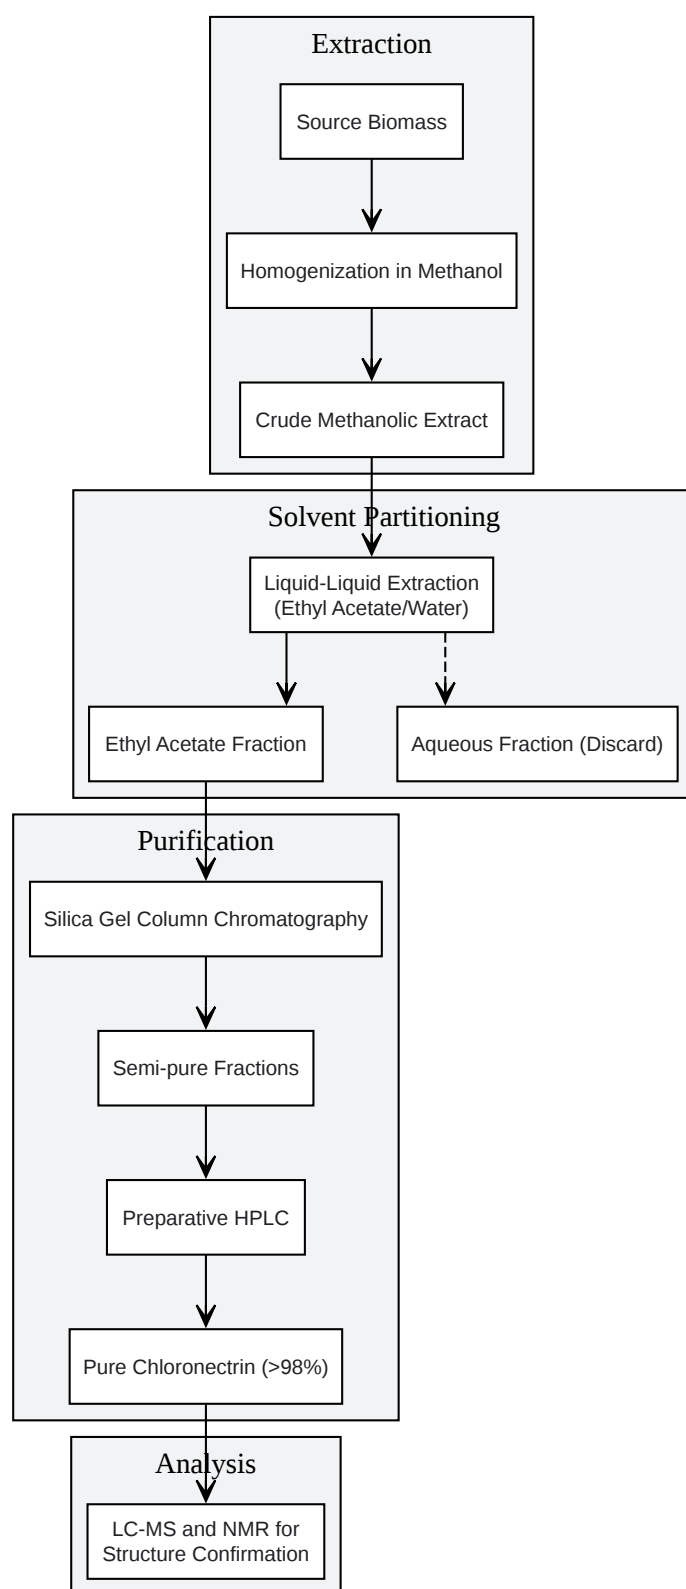 Extraction
Source Biomass
Homogenization in Methanol
Crude Methanolic Extract
Solvent Partitioning
Liquid-Liquid Extraction
(Ethyl Acetate/Water)
Ethyl Acetate Fraction
Aqueous Fraction (Discard)
Purification
Silica Gel Column Chromatography
Semi-pure Fractions
Preparative HPLC
Pure Chloronectrin (>98%)
Analysis
LC-MS and NMR for
Structure Confirmation